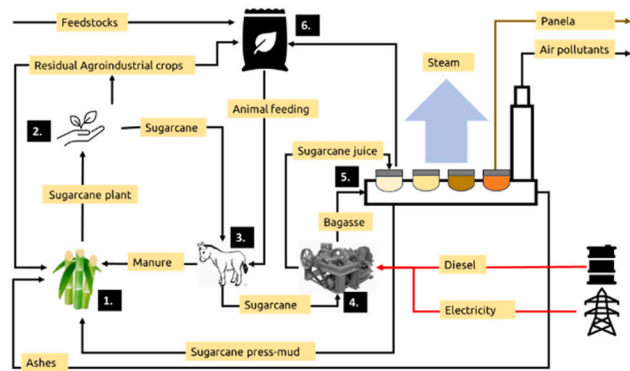 Feedstocks
6.
Panela
Air pollutants
Residual Agroindustrial crops
Steam
Animal feeding
2.
Sugarcane
Sugarcane juice
5.
Sugarcane plant
Bagasse
3.
Manure
Diesel
1.
Sugarcane
4.
Electricity
Sugarcane press-mud
Ashes